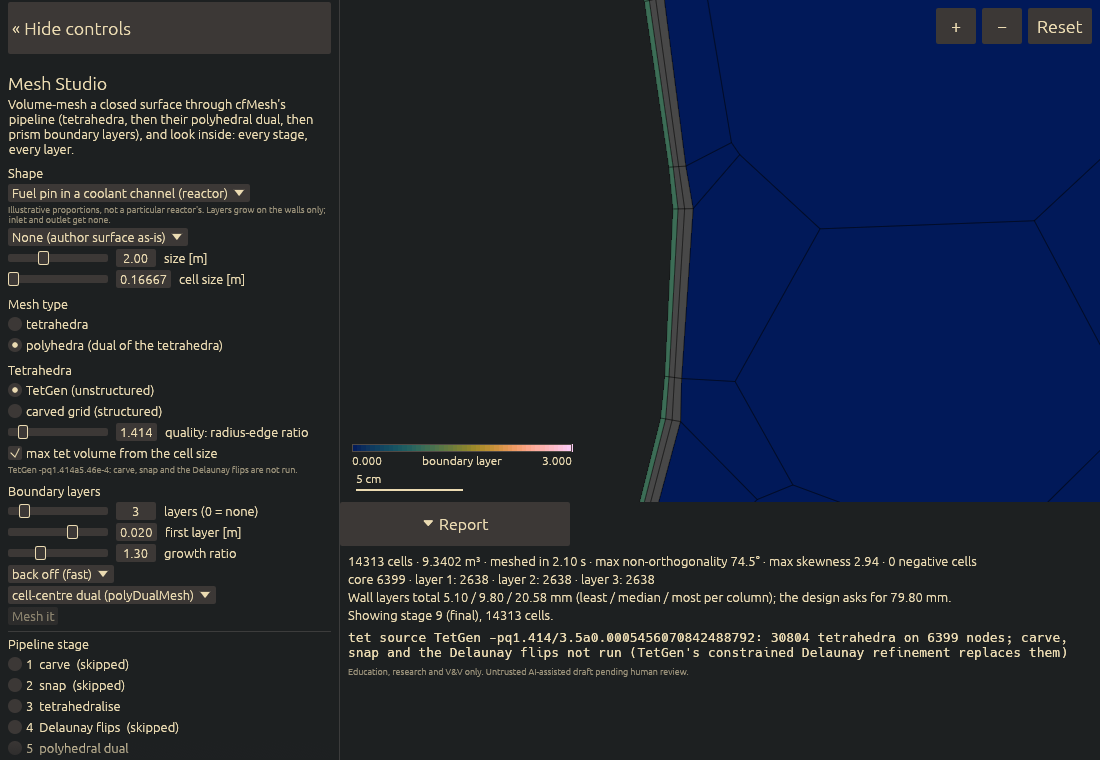 « Hide controls
Mesh Studio
Volume-mesh a closed surface through cfMesh's
pipeline (tetrahedra, then their polyhedral dual, then
prism boundary layers), and look inside: every stage,
every layer.
Shape
Fuel pin in a coolant channel (reactor)
Illustrative proportions, not a particular reactor's. Layers grow on the walls only;
inlet and outlet get none.
None (author surface as-is)
2.00 size [m]
0.16667 cell size [m]
Mesh type
tetrahedra
polyhedra (dual of the tetrahedra)
Tetrahedra
TetGen (unstructured)
carved grid (structured)
1.414 quality: radius-edge ratio
max tet volume from the cell size
TetGen -pq1.414a5.46e-4: carve, snap and the Delaunay flips are not run.
Boundary layers
3 layers (0 = none)
0.020 first layer [m]
1.30 growth ratio
back off (fast)
cell-centre dual (polyDualMesh)
Mesh it
Pipeline stage
1 carve (skipped)
2 snap (skipped)
3 tetrahedralise
4 Delaunay flips (skipped)
5 polyhedral dual
+ − Reset
0.000 boundary layer 3.000
5 cm
Report
14313 cells · 9.3402 m³ · meshed in 2.10 s · max non-orthogonality 74.5° · max skewness 2.94 · 0 negative cells
core 6399 · layer 1: 2638 · layer 2: 2638 · layer 3: 2638
Wall layers total 5.10 / 9.80 / 20.58 mm (least / median / most per column); the design asks for 79.80 mm.
Showing stage 9 (final), 14313 cells.
tet source TetGen -pq1.414/3.5a0.0005456070842488792: 30804 tetrahedra on 6399 nodes; carve,
snap and the Delaunay flips not run (TetGen's constrained Delaunay refinement replaces them)
Education, research and V&V only. Untrusted AI-assisted draft pending human review.